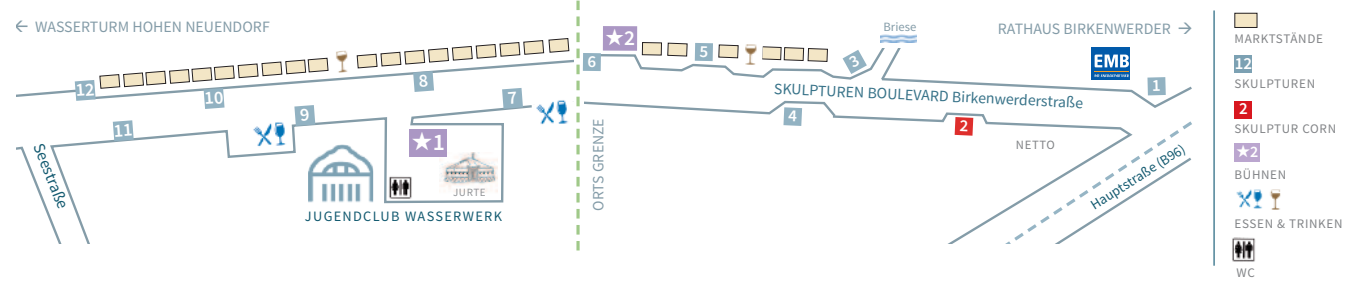 ← WASSERTURM HOHEN NEUENDORF
RATHAUS BIRKENWERDER →
Briese
★2
5
3
6
EMB
12
10
8
7
9
11
1
SKULPTUREN BOULEVARD Birkenwerderstraße
4
2
NETTO
★1
JURTE
JUGENDCLUB WASSERWERK
Seestraße
ORTS GRENZE
Hauptstraße (B96)
MARKTSTÄNDE
12
SKULPTUREN
2
SKULPTUR CORN
★2
BÜHNEN
ESSEN & TRINKEN
WC